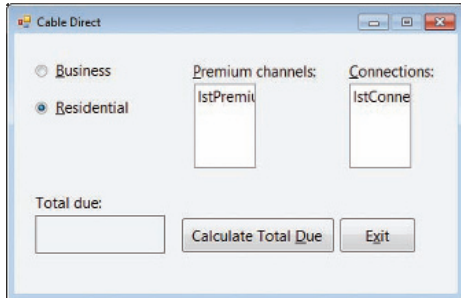 Cable Direct
Business
Residential
Premium channels:
lstPremiu
Connections:
lstConne
Total due:
Calculate Total Due
Exit